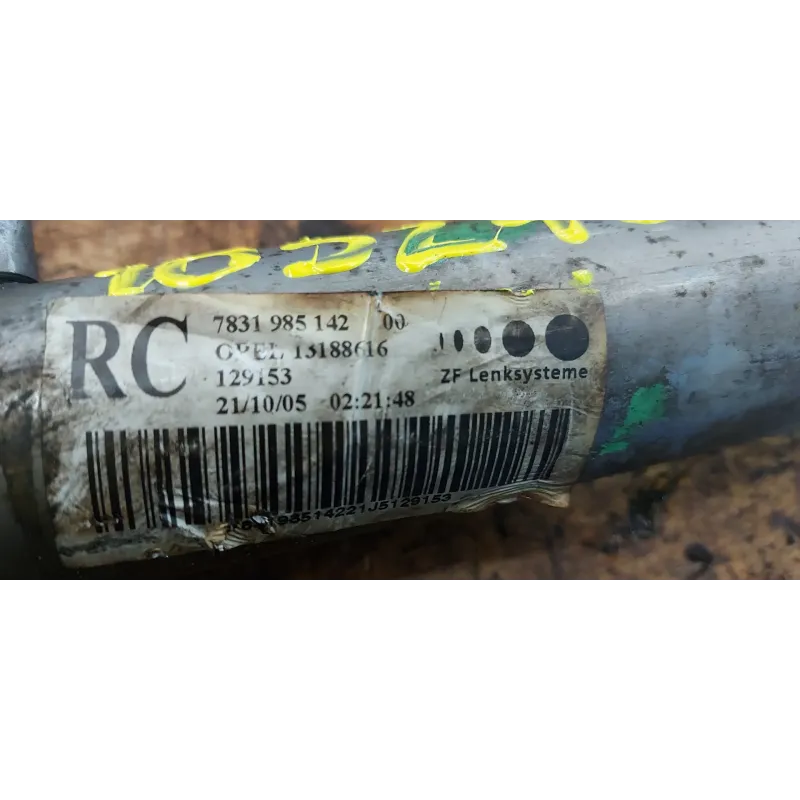 RC
7831 985 142 00
OPEL 13188616
129153
21/10/05 02:21:48
ZF Lenksysteme